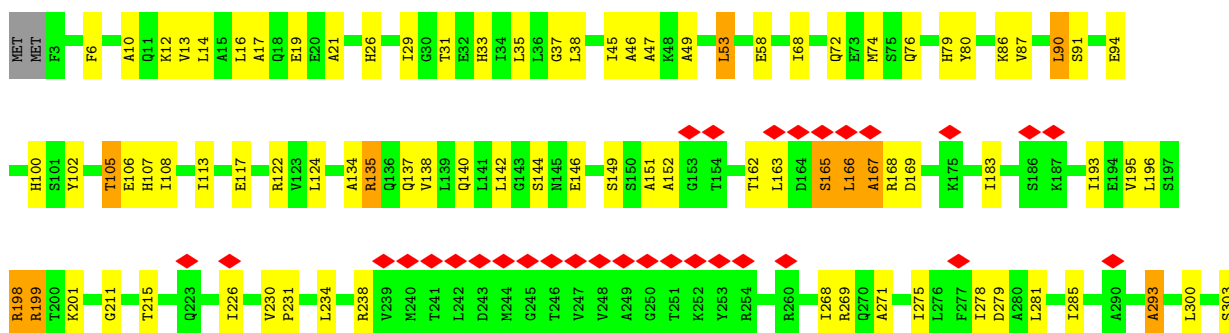 MET MET F3 F6 A10 Q11 K12 V13 L14 A15 L16 A17 Q18 E19 E20 A21 H26 I29 G30 T31 E32 H33 I34 L35 L36 G37 L38 I45 A46 A47 K48 A49 L53 E58 I68 Q72 E73 M74 S75 Q76 H79 Y80 K86 V87 L90 S91 E94
H100 S101 Y102 T105 E106 H107 I108 I113 E117 R122 V123 L124 A134 R135 Q136 Q137 V138 L139 Q140 L141 L142 G143 S144 N145 E146 S149 S150 A151 A152 G153 T154 T162 L163 D164 S165 L166 A167 R168 D169 K175 I183 S186 K187 I193 E194 V195 L196 S197
R198 R199 T200 K201 G211 T215 Q223 I226 V230 P231 L234 R238 V239 M240 T241 L242 D243 M244 G245 T246 V247 V248 A249 G250 T251 K252 Y253 R254 R260 I268 R269 Q270 A271 I275 L276 F277 I278 D279 A280 L281 I285 A290 A293 L300 S303